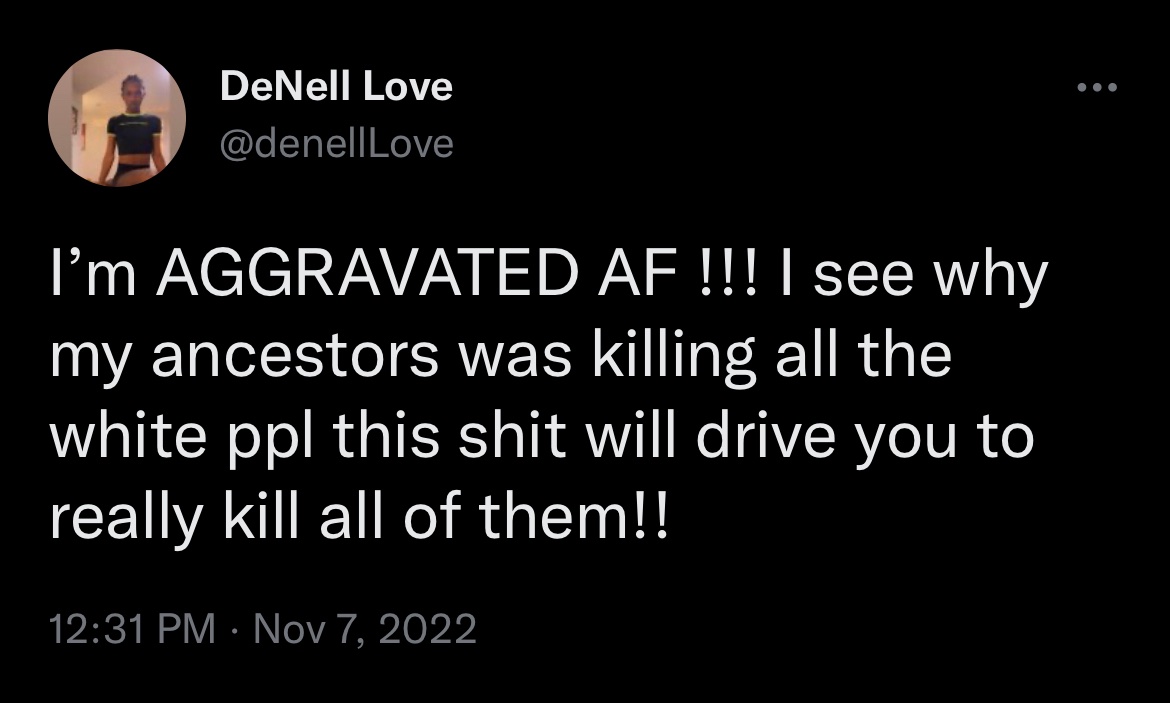 DeNell Love
@denellLove
I’m AGGRAVATED AF !!! I see why
my ancestors was killing all the
white ppl this shit will drive you to
really kill all of them!!
12:31 PM · Nov 7, 2022